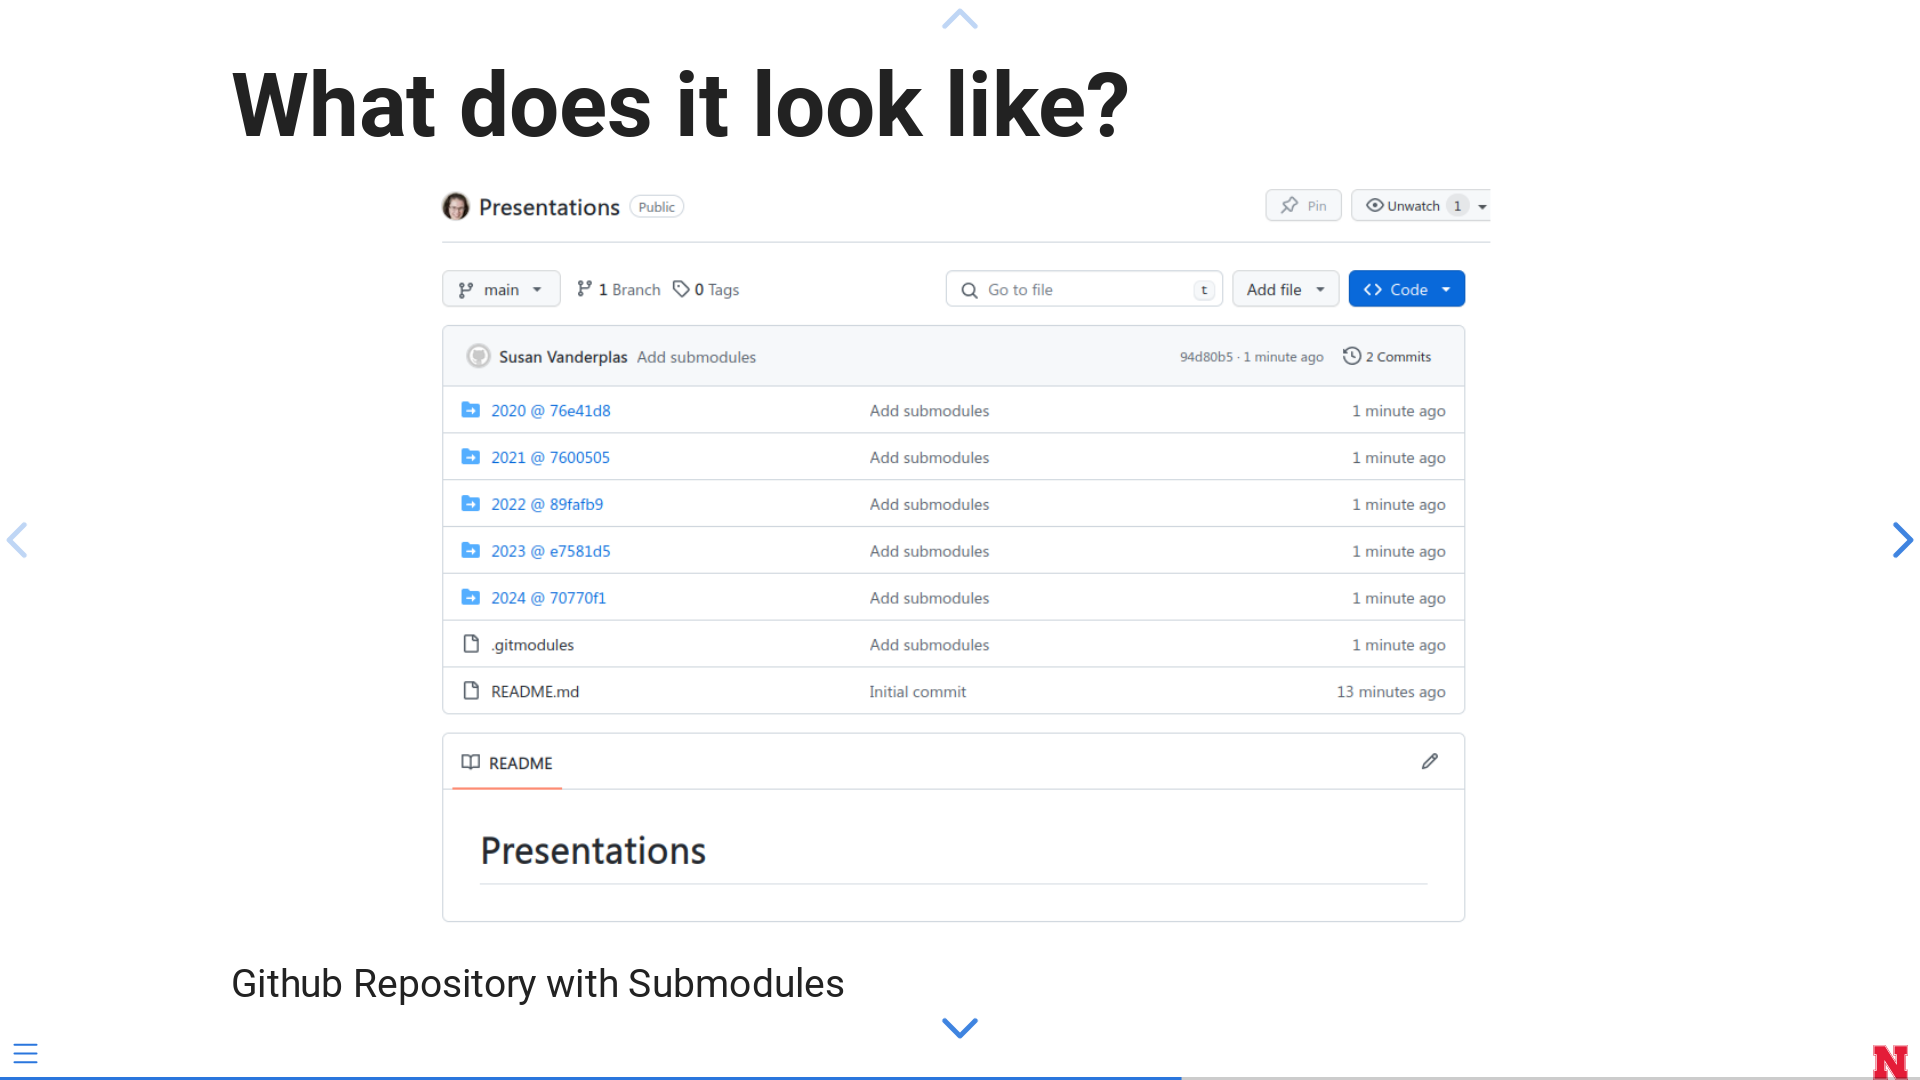 What does it look like?
Presentations Public Pin Unwatch 1
main 1 Branch 0 Tags Go to file t Add file Code
Susan Vanderplas Add submodules 94d80b5 · 1 minute ago 2 Commits
2020 @ 76e41d8 Add submodules 1 minute ago
2021 @ 7600505 Add submodules 1 minute ago
2022 @ 89fafb9 Add submodules 1 minute ago
2023 @ e7581d5 Add submodules 1 minute ago
2024 @ 70770f1 Add submodules 1 minute ago
.gitmodules Add submodules 1 minute ago
README.md Initial commit 13 minutes ago
README
Presentations
Github Repository with Submodules
N